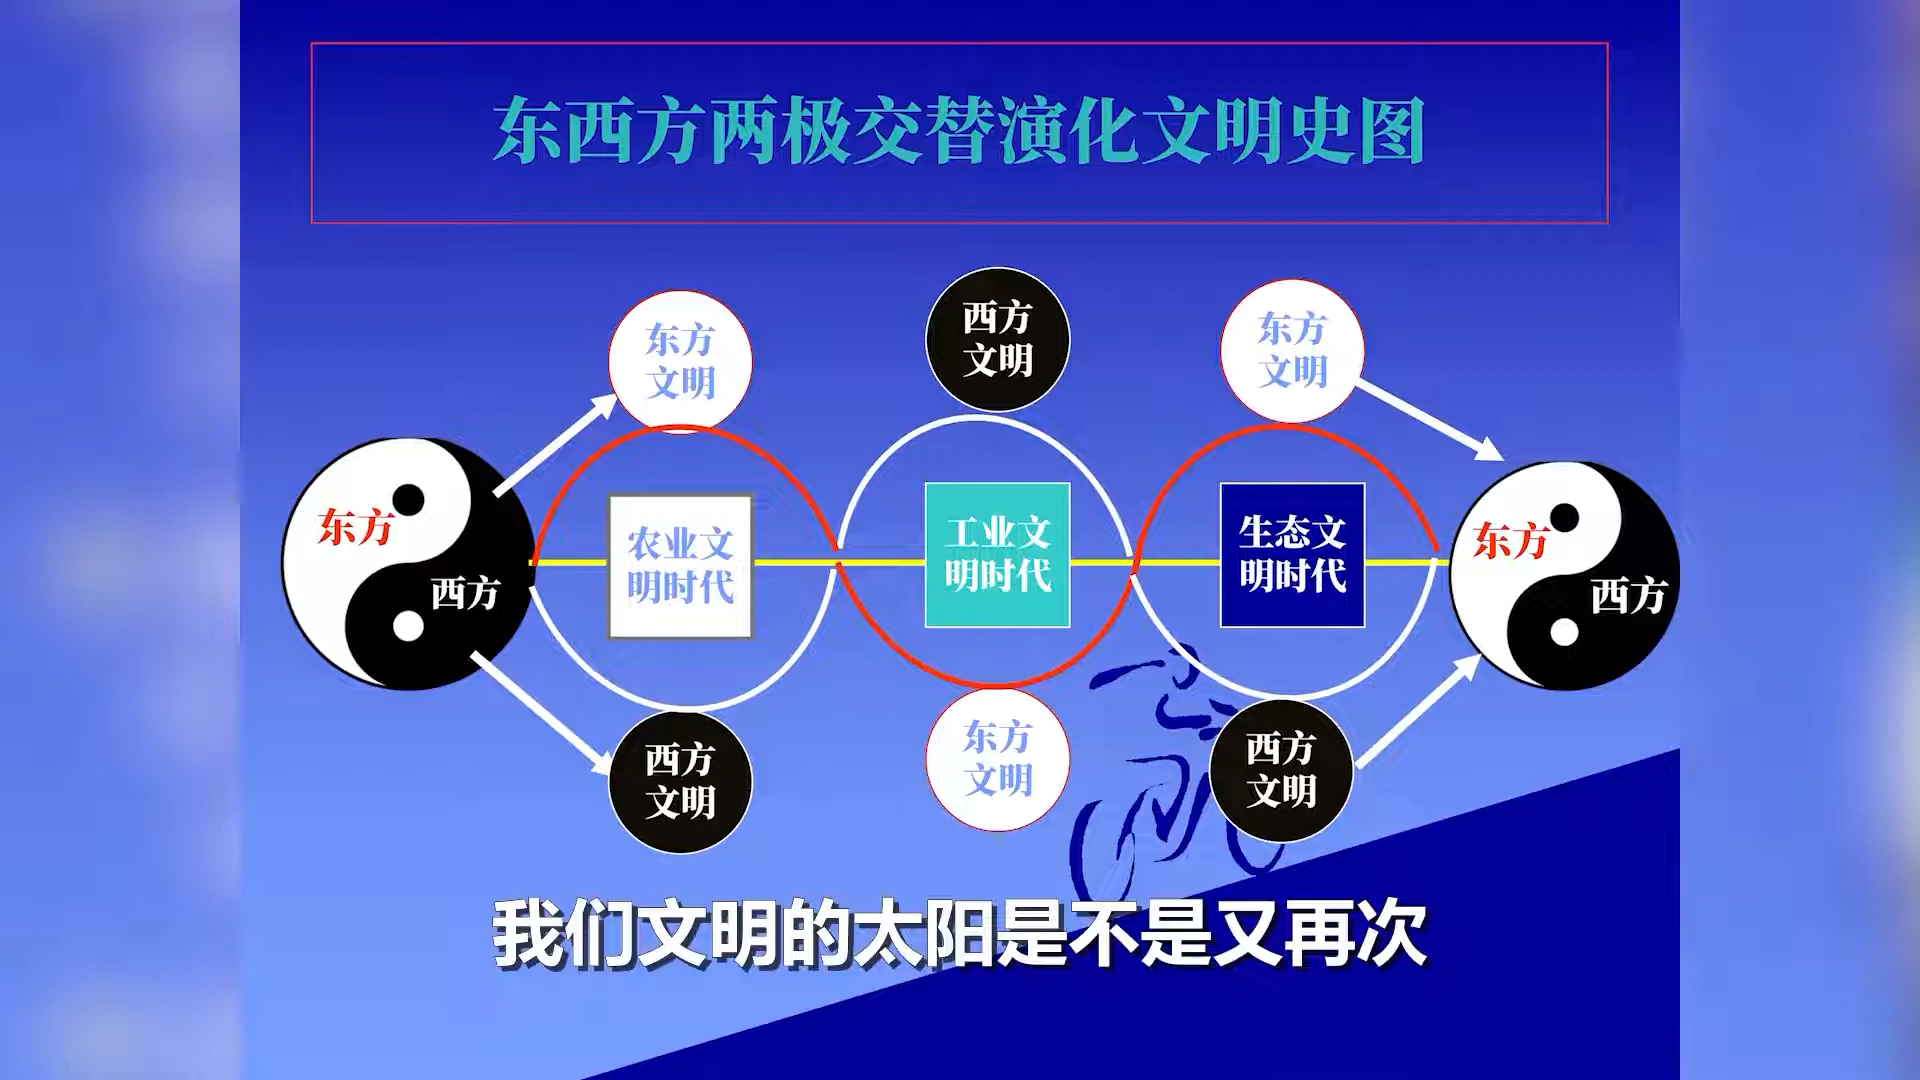 东西方两极交替演化文明史图
东方
文明
西方
文明
东方
文明
东方
西方
农业文
明时代
工业文
明时代
生态文
明时代
东方
西方
西方
文明
东方
文明
西方
文明
我们文明的太阳是不是又再次